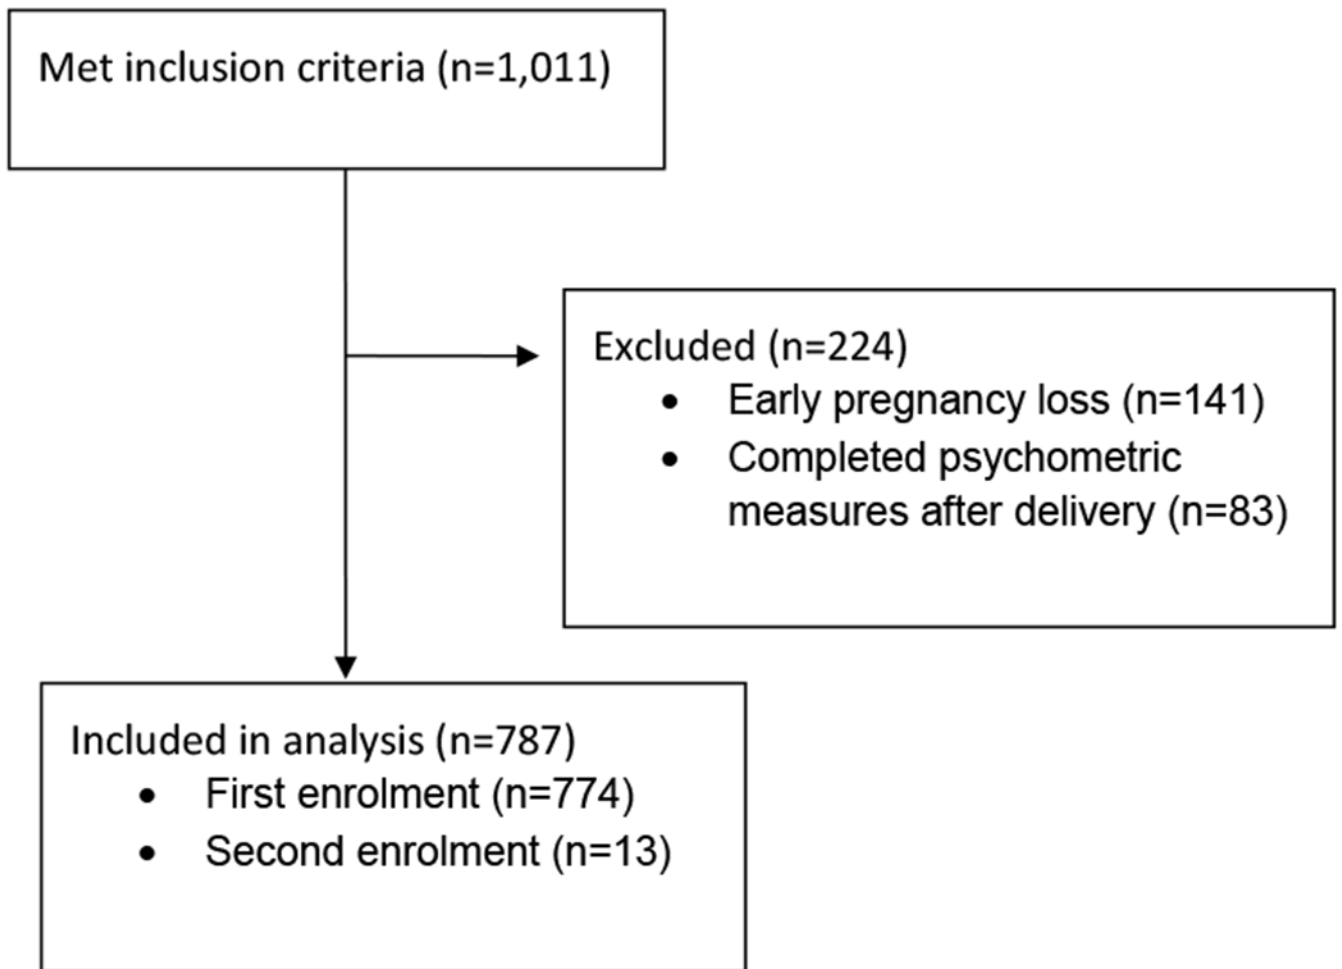 Met inclusion criteria (n=1,011)
Excluded (n=224)
• Early pregnancy loss (n=141)
• Completed psychometric
measures after delivery (n=83)
Included in analysis (n=787)
• First enrolment (n=774)
• Second enrolment (n=13)